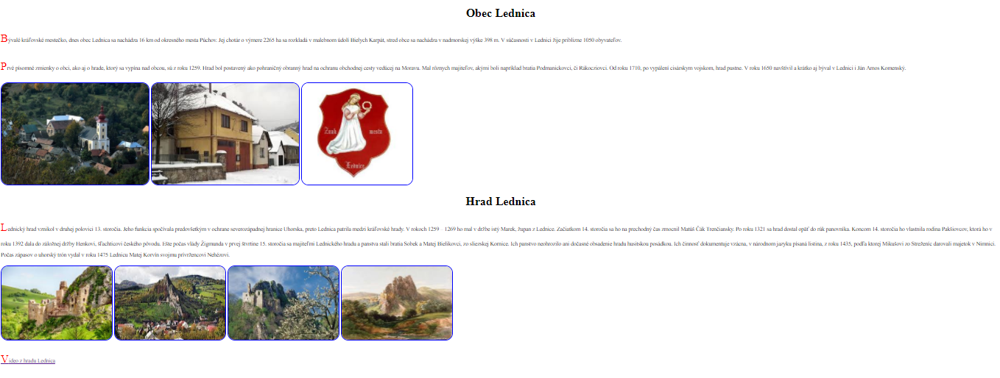 Obec Lednica
Bývalé kráľovské mestečko, dnes obec Lednica sa nachádza 16 km od okresného mesta Púchov. Jej chotár o výmere 2265 ha sa rozkladá v malebnom údolí Bielych Karpát, stred obce sa nachádza v nadmorskej výške 398 m. V súčasnosti v Lednici žije približne 1050 obyvateľov.
Prvé písomné zmienky o obci, ako aj o hrade, ktorý sa vypína nad obcou, sú z roku 1259. Hrad bol postavený ako pohraničný obranný hrad na ochranu obchodnej cesty vedúcej na Moravu. Mal rôznych majiteľov, akými boli napríklad bratia Podmanickovci, či Rákocziovci. Od roku 1710, po vypálení cisárskym vojskom, hrad pustne. V roku 1650 navštívil a krátko aj býval v Lednici i Ján Amos Komenský.
Znak mesta
Lednice
Hrad Lednica
Lednický hrad vznikol v druhej polovici 13. storočia. Jeho funkcia spočívala predovšetkým v ochrane severozápadnej hranice Uhorska, preto Lednica patrila medzi kráľovské hrady. V rokoch 1259 - 1269 ho mal v držbe istý Marek, župan z Lednice. Začiatkom 14. storočia sa ho na prechodný čas zmocnil Matúš Čák Trenčiansky. Po roku 1321 sa hrad dostal opäť do rúk panovníka. Koncom 14. storočia ho vlastnila rodina Pakšiovcov, ktorá ho v
roku 1392 dala do záložnej držby Henkovi, šľachticovi českého pôvodu. Ešte počas vlády Žigmunda v prvej štvrtine 15. storočia sa majiteľmi Lednického hradu a panstva stali bratia Sobek a Matej Bielikovci, zo sliezskej Kornice. Ich panstvo neohrozilo ani dočasné obsadenie hradu husitskou posádkou. Ich činnosť dokumentuje vzácna, v národnom jazyku písaná listina, z roku 1435, podľa ktorej Mikušovi zo Streženíc darovali majetok v Nimnici.
Počas zápasov o uhorský trón vydal v roku 1475 Lednicu Matej Korvín svojmu prívržencovi Nehézovi.
Video z hradu Lednica